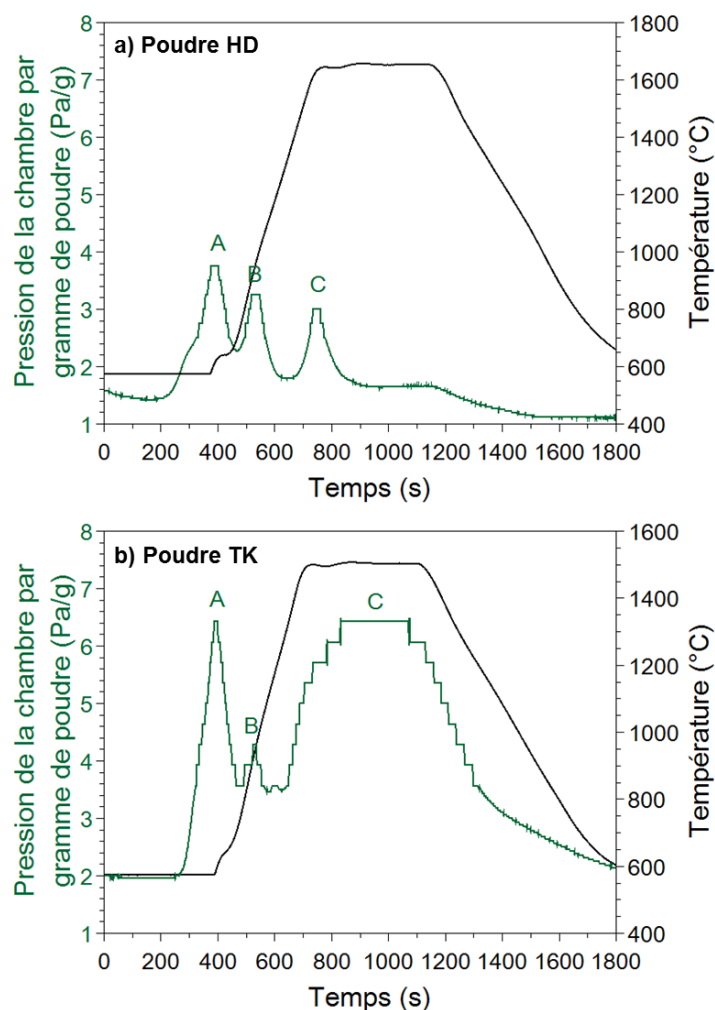 a) Poudre HD
Pression de la chambre par
gramme de poudre (Pa/g)
8
7
6
5
4
3
2
1
A
B
C
1800
1600
1400
1200
1000
800
600
400
Température (°C)
0 200 400 600 800 1000 1200 1400 1600 1800
Temps (s)
b) Poudre TK
Pression de la chambre par
gramme de poudre (Pa/g)
8
7
6
5
4
3
2
1
A
B
C
1600
1400
1200
1000
800
600
400
Température (°C)
0 200 400 600 800 1000 1200 1400 1600 1800
Temps (s)